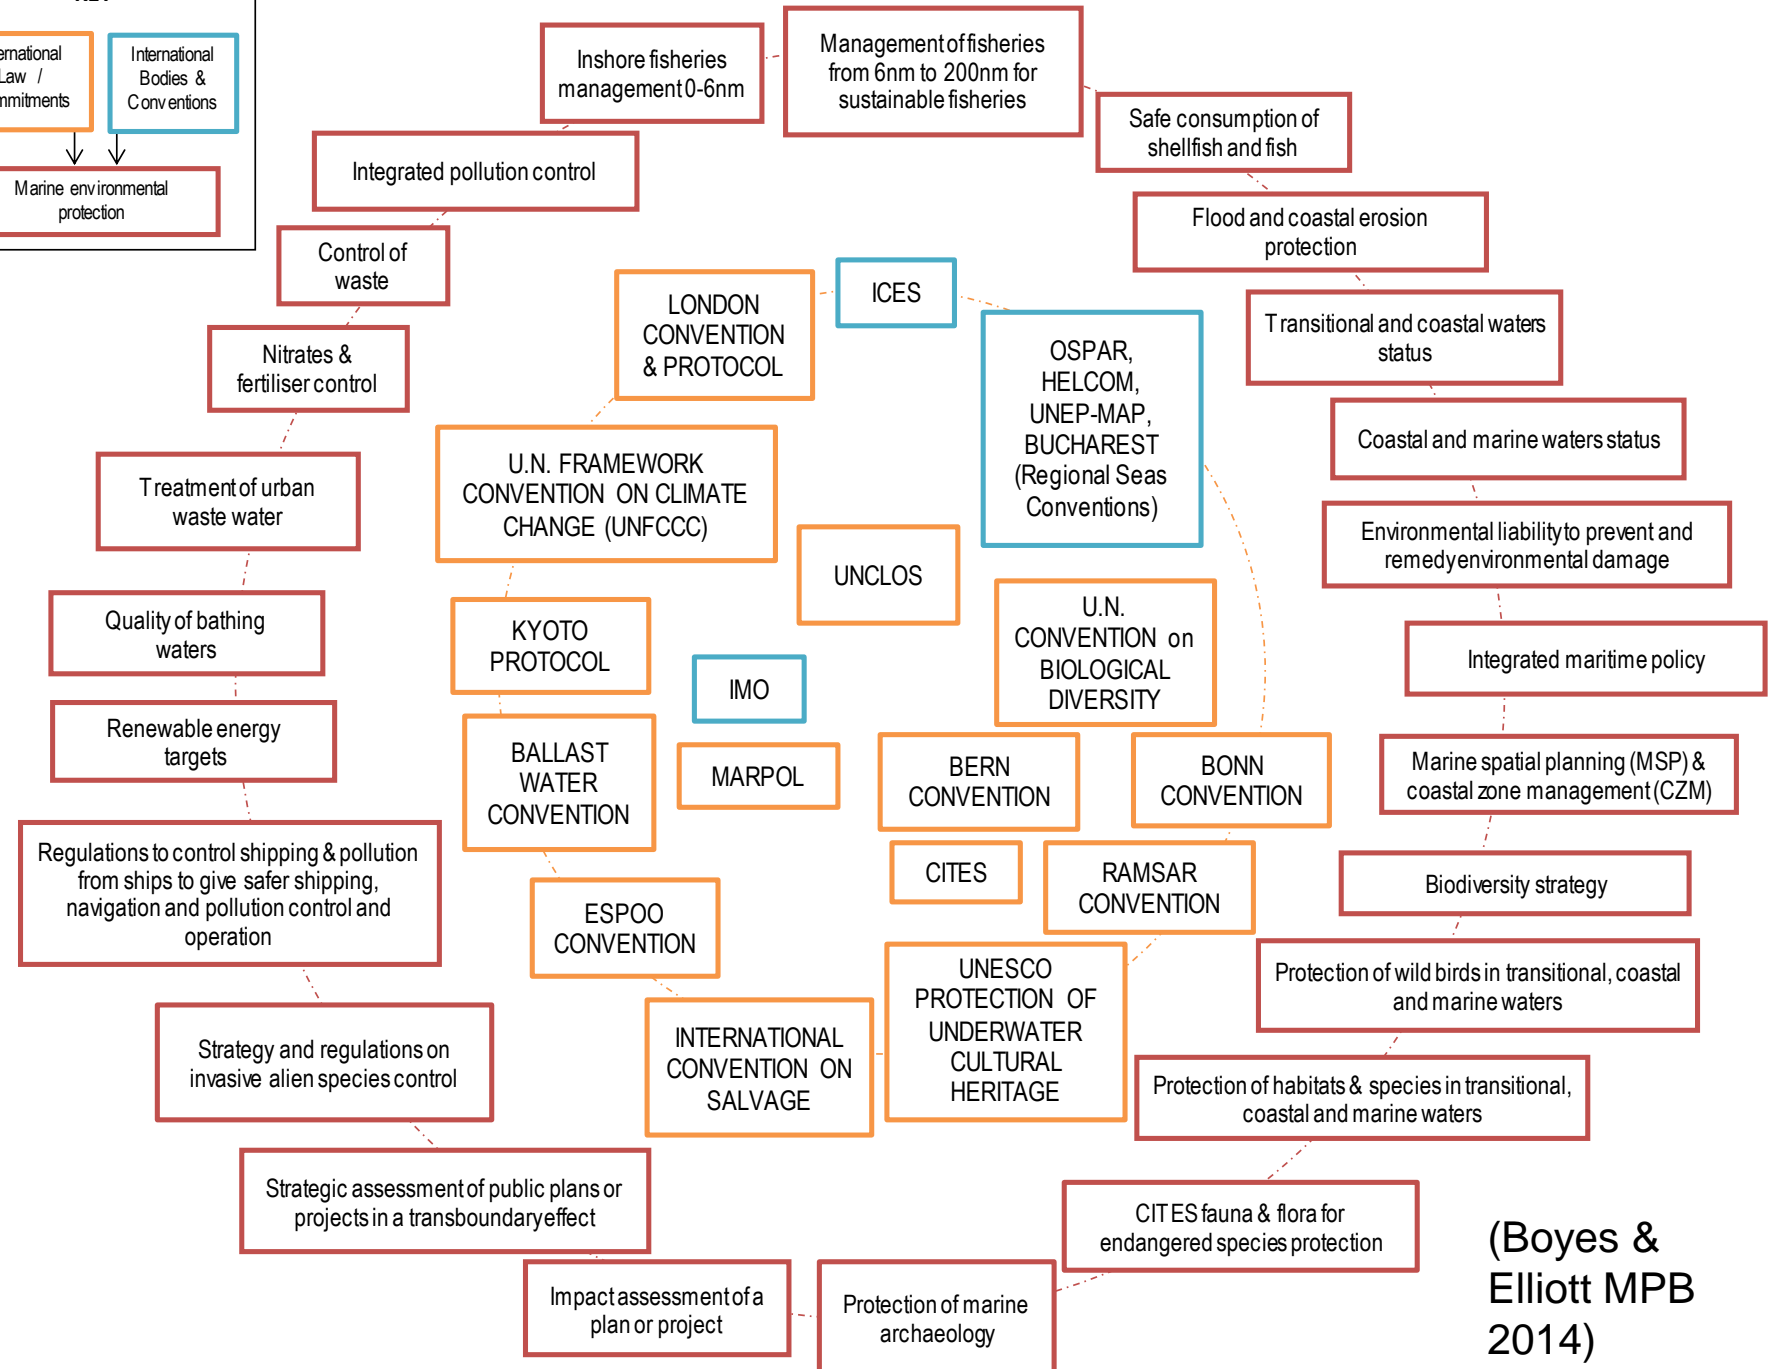 International
Bodies &
Conventions
Marine environmental
protection
Inshore fisheries
management 0-6nm
Management of fisheries
from 6nm to 200nm for
sustainable fisheries
Safe consumption of
shellfish and fish
Integrated pollution control
Flood and coastal erosion
protection
Control of
waste
Transitional and coastal waters
status
Nitrates &
fertiliser control
Coastal and marine waters status
Treatment of urban
waste water
Environmental liability to prevent and
remedy environmental damage
Quality of bathing
waters
Integrated maritime policy
Renewable energy
targets
Marine spatial planning (MSP) &
coastal zone management (CZM)
Regulations to control shipping & pollution
from ships to give safer shipping,
navigation and pollution control and
operation
Biodiversity strategy
Protection of wild birds in transitional, coastal
and marine waters
Strategy and regulations on
invasive alien species control
Protection of habitats & species in transitional,
coastal and marine waters
Strategic assessment of public plans or
projects in a transboundary effect
CITES fauna & flora for
endangered species protection
Impact assessment of a
plan or project
Protection of marine
archaeology
LONDON
CONVENTION
& PROTOCOL
ICES
OSPAR,
HELCOM,
UNEP-MAP,
BUCHAREST
(Regional Seas
Conventions)
U.N. FRAMEWORK
CONVENTION ON CLIMATE
CHANGE (UNFCCC)
UNCLOS
U.N.
CONVENTION on
BIOLOGICAL
DIVERSITY
KYOTO
PROTOCOL
IMO
BALLAST
WATER
CONVENTION
MARPOL
BERN
CONVENTION
BONN
CONVENTION
CITES
RAMSAR
CONVENTION
ESPOO
CONVENTION
UNESCO
PROTECTION OF
UNDERWATER
CULTURAL
HERITAGE
INTERNATIONAL
CONVENTION ON
SALVAGE
(Boyes &
Elliott MPB
2014)